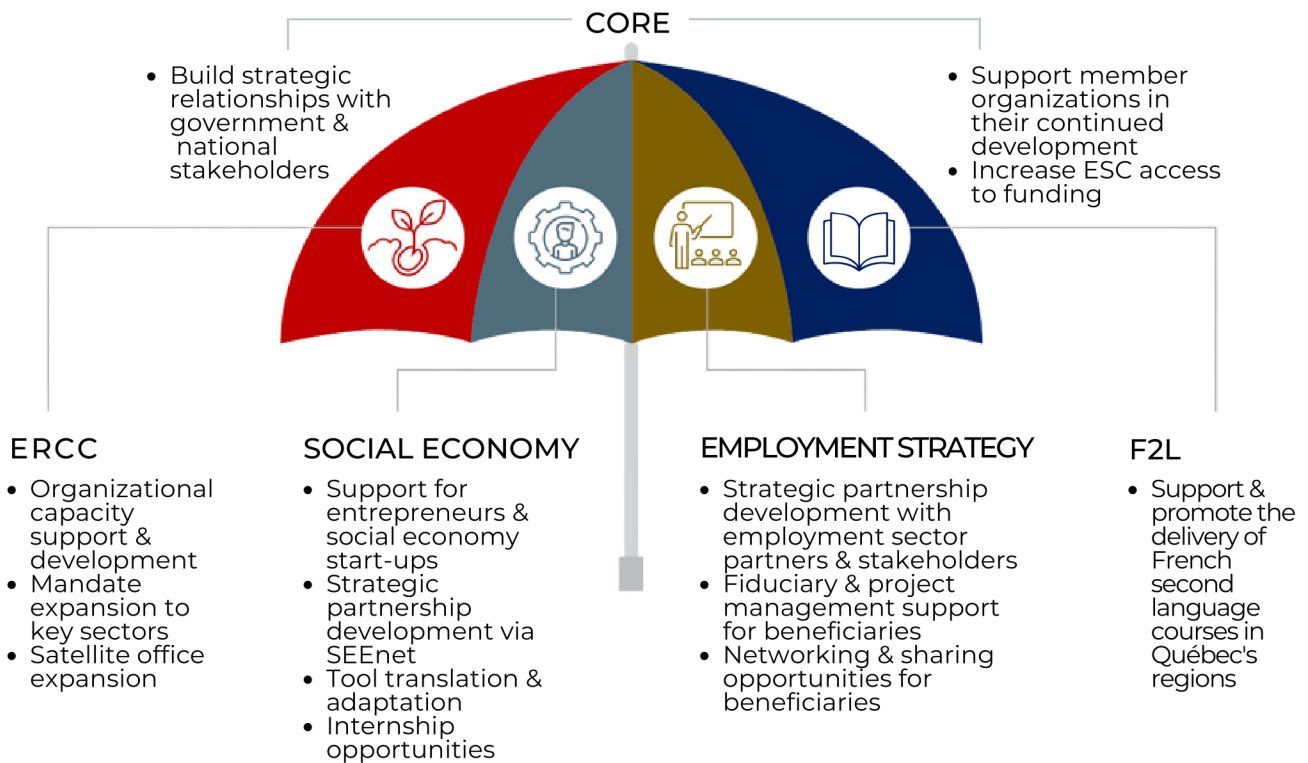 CORE
• Build strategic
relationships with
government &
national
stakeholders
• Support member
organizations in
their continued
development
• Increase ESC access
to funding
ERCC
• Organizational
capacity
support &
development
• Mandate
expansion to
key sectors
• Satellite office
expansion
SOCIAL ECONOMY
• Support for
entrepreneurs &
social economy
start-ups
• Strategic
partnership
development via
SEEnet
• Tool translation &
adaptation
• Internship
opportunities
EMPLOYMENT STRATEGY
• Strategic partnership
development with
employment sector
partners & stakeholders
• Fiduciary & project
management support
for beneficiaries
• Networking & sharing
opportunities for
beneficiaries
F2L
• Support &
promote the
delivery of
French
second
language
courses in
Québec's
regions